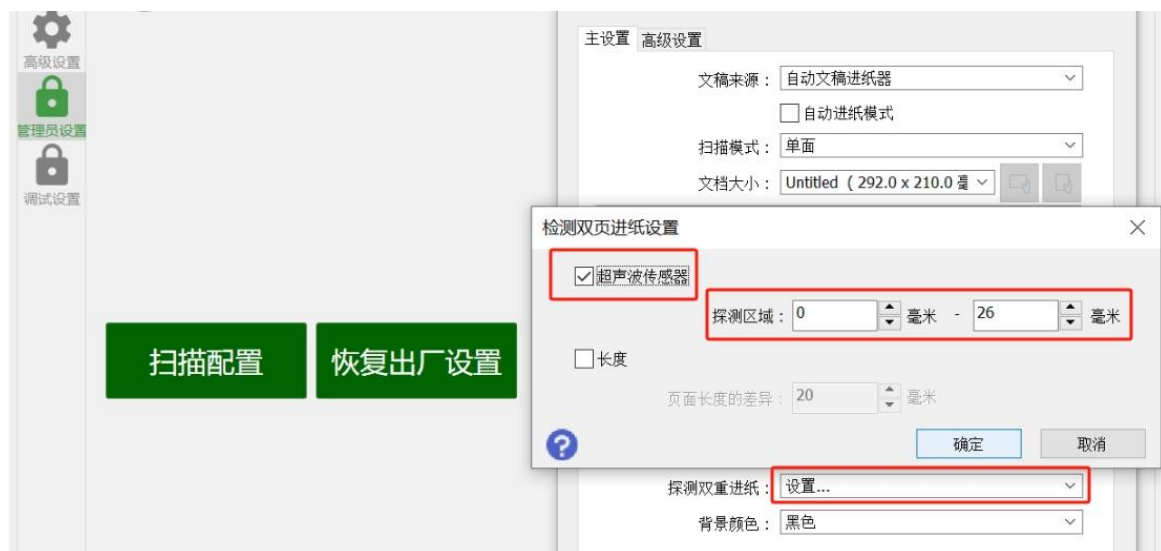 高级设置
管理员设置
调试设置
扫描配置
恢复出厂设置
主设置 高级设置
文稿来源： 自动文稿进纸器
自动进纸模式
扫描模式： 单面
文档大小： Untitled （ 292.0 x 210.0 毫
检测双页进纸设置
超声波传感器
探测区域： 0 毫米 - 26 毫米
长度
页面长度的差异： 20 毫米
确定 取消
探测双重进纸： 设置...
背景颜色： 黑色